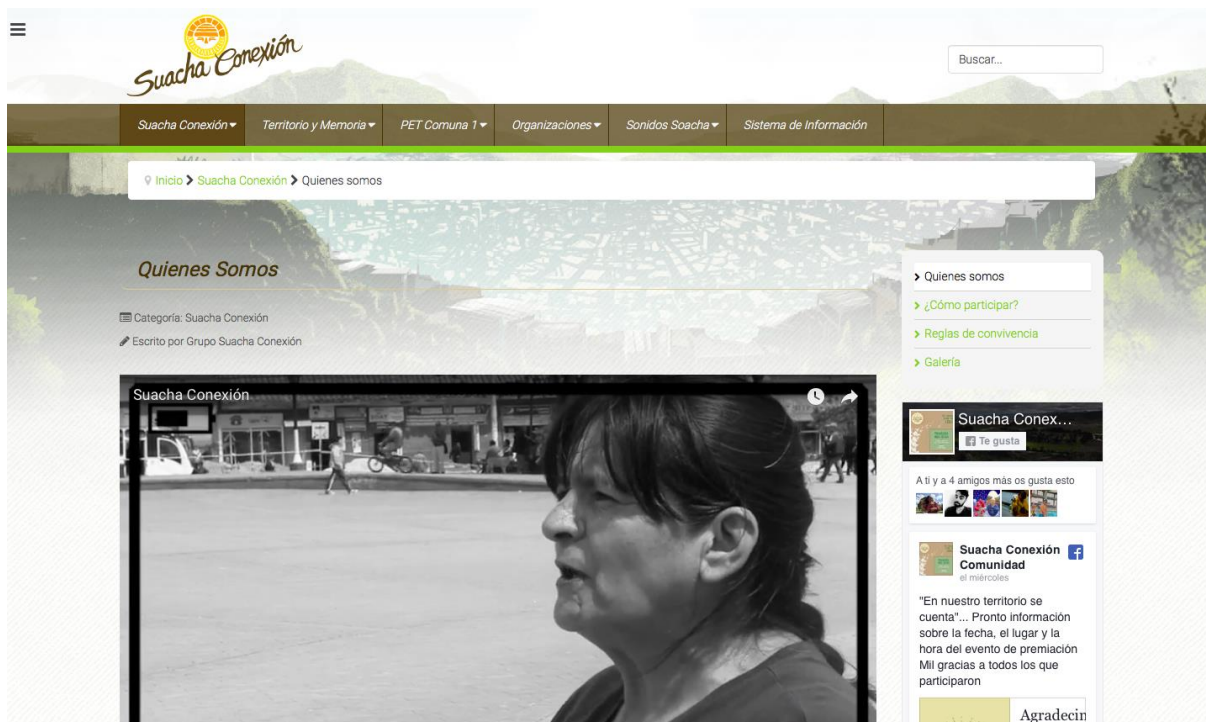 Suacha Conexión
Buscar...
Suacha Conexión
Territorio y Memoria
PET Comuna 1
Organizaciones
Sonidos Soacha
Sistema de Información
Inicio
Suacha Conexión
Quienes somos
Quienes Somos
Categoría: Suacha Conexión
Escrito por Grupo Suacha Conexión
Suacha Conexión
Quienes somos
¿Cómo participar?
Reglas de convivencia
Galería
Suacha Conex...
Te gusta
A ti y a 4 amigos más os gusta esto
Suacha Conexión
Comunidad
el miércoles
"En nuestro territorio se
cuenta"... Pronto información
sobre la fecha, el lugar y la
hora del evento de premiación
Mil gracias a todos los que
participaron
Agradecin